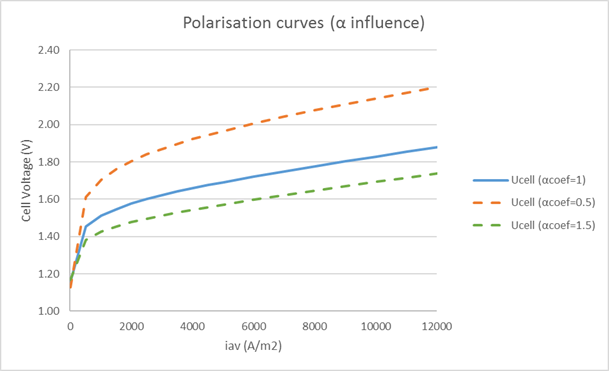 Polarisation curves (α influence)
2.40
2.20
2.00
1.80
1.60
1.40
1.20
1.00
Cell Voltage (V)
0 2000 4000 6000 8000 10000 12000
iav (A/m2)
Ucell (αcoef=1)
Ucell (αcoef=0.5)
Ucell (αcoef=1.5)